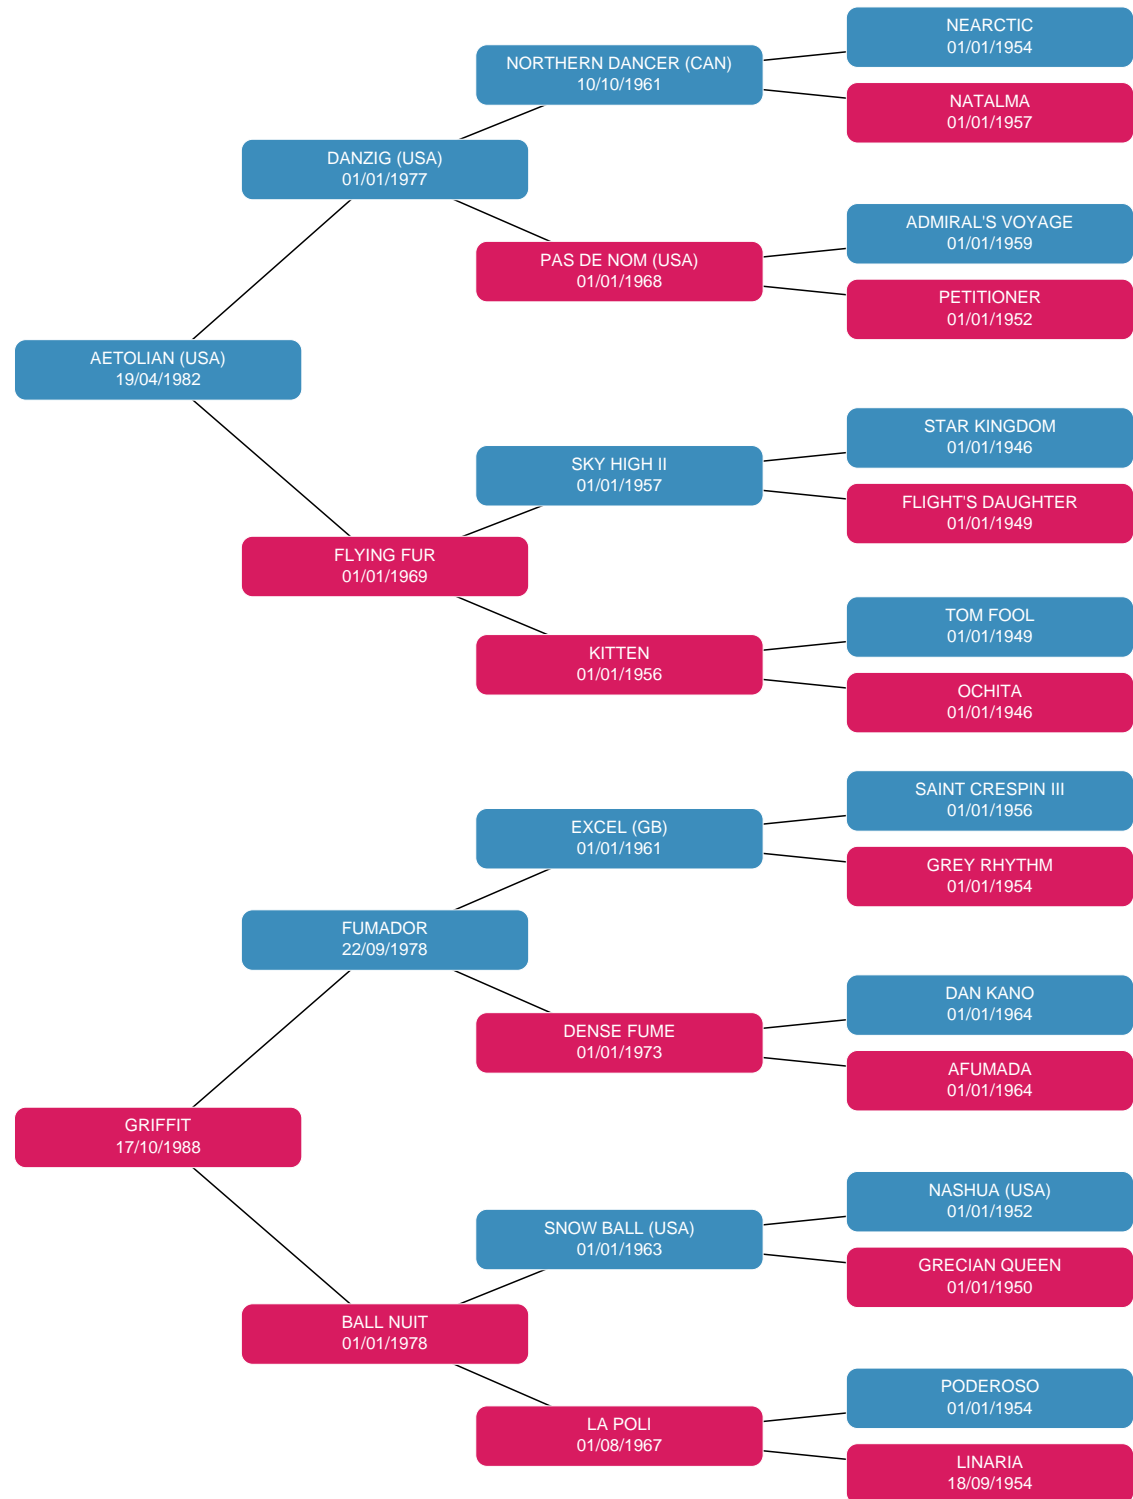 NEARCTIC
01/01/1954
NORTHERN DANCER (CAN)
10/10/1961
NATALMA
01/01/1957
DANZIG (USA)
01/01/1977
ADMIRAL'S VOYAGE
01/01/1959
PAS DE NOM (USA)
01/01/1968
PETITIONER
01/01/1952
AETOLIAN (USA)
19/04/1982
STAR KINGDOM
01/01/1946
SKY HIGH II
01/01/1957
FLIGHT'S DAUGHTER
01/01/1949
FLYING FUR
01/01/1969
TOM FOOL
01/01/1949
KITTEN
01/01/1956
OCHITA
01/01/1946
SAINT CRESPIN III
01/01/1956
EXCEL (GB)
01/01/1961
GREY RHYTHM
01/01/1954
FUMADOR
22/09/1978
DAN KANO
01/01/1964
DENSE FUME
01/01/1973
AFUMADA
01/01/1964
GRIFFIT
17/10/1988
NASHUA (USA)
01/01/1952
SNOW BALL (USA)
01/01/1963
GRECIAN QUEEN
01/01/1950
BALL NUIT
01/01/1978
PODEROSO
01/01/1954
LA POLI
01/08/1967
LINARIA
18/09/1954